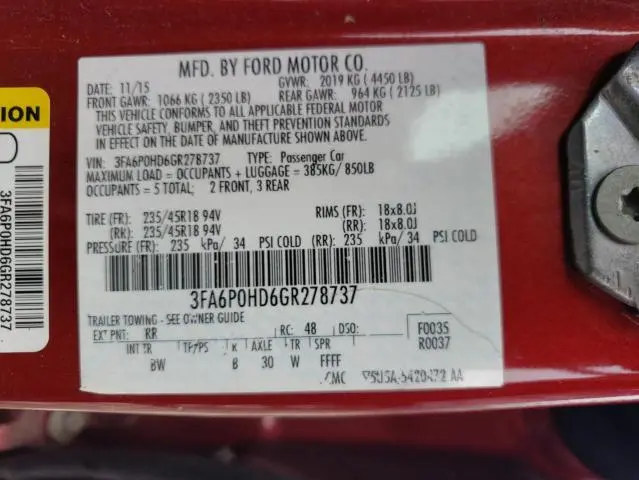 MFD. BY FORD MOTOR CO.
DATE: 11/15 GVWR: 2019 KG ( 4450 LB)
FRONT GAWR: 1066 KG ( 2350 LB) REAR GAWR: 964 KG ( 2125 LB)
THIS VEHICLE CONFORMS TO ALL APPLICABLE FEDERAL MOTOR
VEHICLE SAFETY, BUMPER, AND THEFT PREVENTION STANDARDS
IN EFFECT ON THE DATE OF MANUFACTURE SHOWN ABOVE.
VIN: 3FA6P0HD6GR278737 TYPE: Passenger Car
MAXIMUM LOAD = OCCUPANTS + LUGGAGE = 385KG/ 850LB
OCCUPANTS = 5 TOTAL; 2 FRONT, 3 REAR
TIRE (FR): 235/45R18 94V RIMS (FR): 18x8.0J
(RR): 235/45R18 94V (RR): 18x8.0J
PRESSURE (FR): 235 kPa/ 34 PSI COLD (RR): 235 kPa/ 34 PSI COLD
3FA6P0HD6GR278737
TRAILER TOWING - SEE OWNER GUIDE
EXT PNT: RR RC: 48 DSO: F0035
R0037
INT TR TP/PS R AXLE TR SPR
BW B 30 W FFFF
ION
3FA6P0HD6GR278737